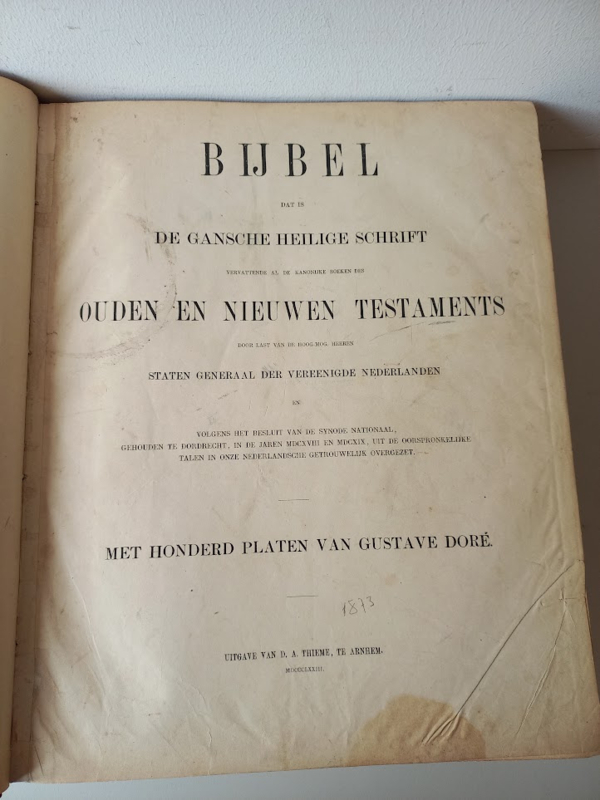 BIJBEL
DAT IS
DE GANSCHE HEILIGE SCHRIFT
VERVATTENDE AL DE KANONIJKE BOEKEN DES
OUDEN EN NIEUWEN TESTAMENTS
DOOR LAST VAN DE HOOG-MOG. HEEREN
STATEN GENERAAL DER VEREENIGDE NEDERLANDEN
EN
VOLGENS HET BESLUIT VAN DE SYNODE NATIONAAL,
GEHOUDEN TE DORDRECHT, IN DE JAREN MDCXVIII EN MDCXIX, UIT DE OORSPRONKELIJKE
TALEN IN ONZE NEDERLANDSCHE GETROUWELIJK OVERGEZET.
MET HONDERD PLATEN VAN GUSTAVE DORÉ.
1873
UITGAVE VAN D. A. THIEME, TE ARNHEM.
MDCCCLXXIII.